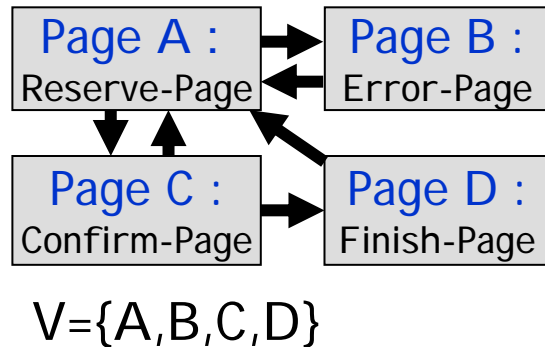 Page A :
Reserve-Page
Page B :
Error-Page
Page C :
Confirm-Page
Page D :
Finish-Page
V={A,B,C,D}